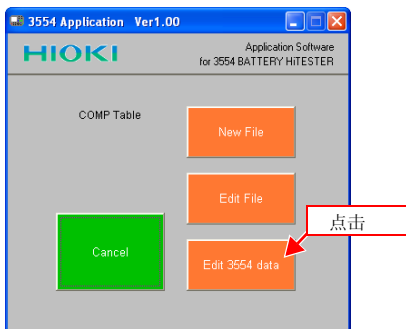 3554 Application Ver1.00
HIOKI
Application Software
for 3554 BATTERY HiTESTER
COMP Table
New File
Edit File
点击
Cancel
Edit 3554 data